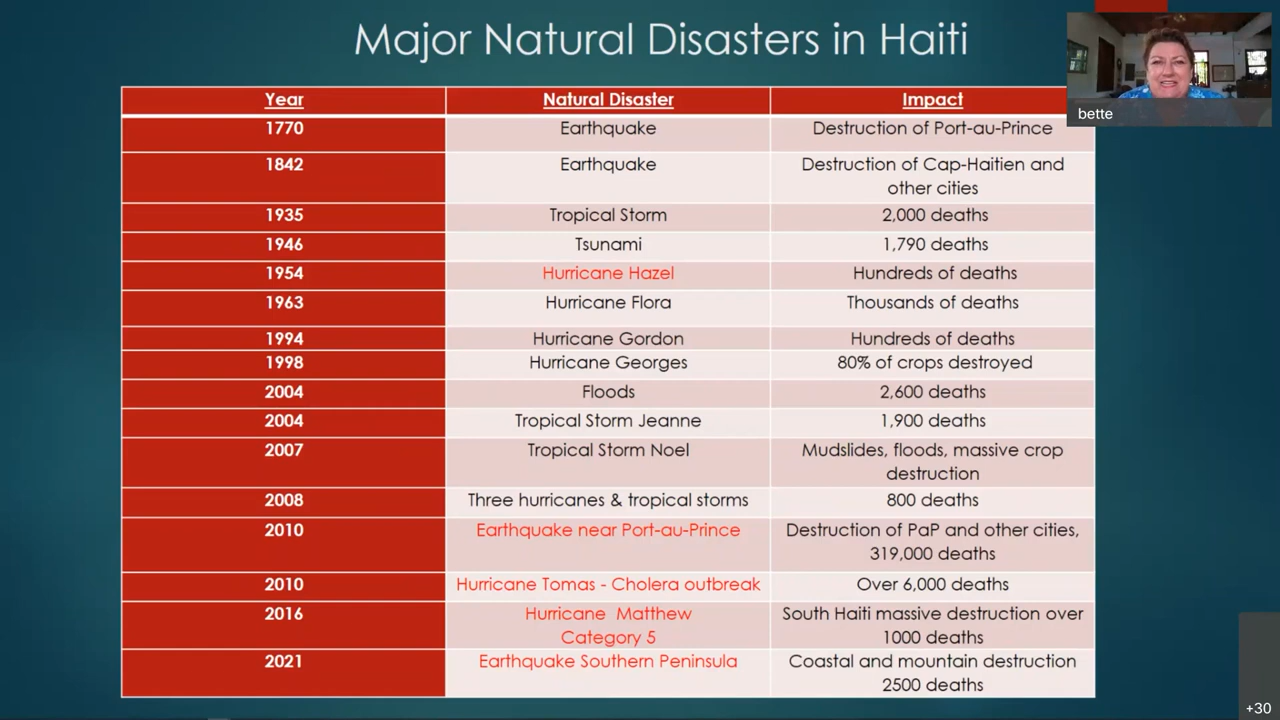 Major Natural Disasters in Haiti
bette
Year Natural Disaster Impact
1770 Earthquake Destruction of Port-au-Prince
1842 Earthquake Destruction of Cap-Haitien and
other cities
1935 Tropical Storm 2,000 deaths
1946 Tsunami 1,790 deaths
1954 Hurricane Hazel Hundreds of deaths
1963 Hurricane Flora Thousands of deaths
1994 Hurricane Gordon Hundreds of deaths
1998 Hurricane Georges 80% of crops destroyed
2004 Floods 2,600 deaths
2004 Tropical Storm Jeanne 1,900 deaths
2007 Tropical Storm Noel Mudslides, floods, massive crop
destruction
2008 Three hurricanes & tropical storms 800 deaths
2010 Earthquake near Port-au-Prince Destruction of PaP and other cities,
319,000 deaths
2010 Hurricane Tomas - Cholera outbreak Over 6,000 deaths
2016 Hurricane Matthew South Haiti massive destruction over
Category 5 1000 deaths
2021 Earthquake Southern Peninsula Coastal and mountain destruction
2500 deaths
+30